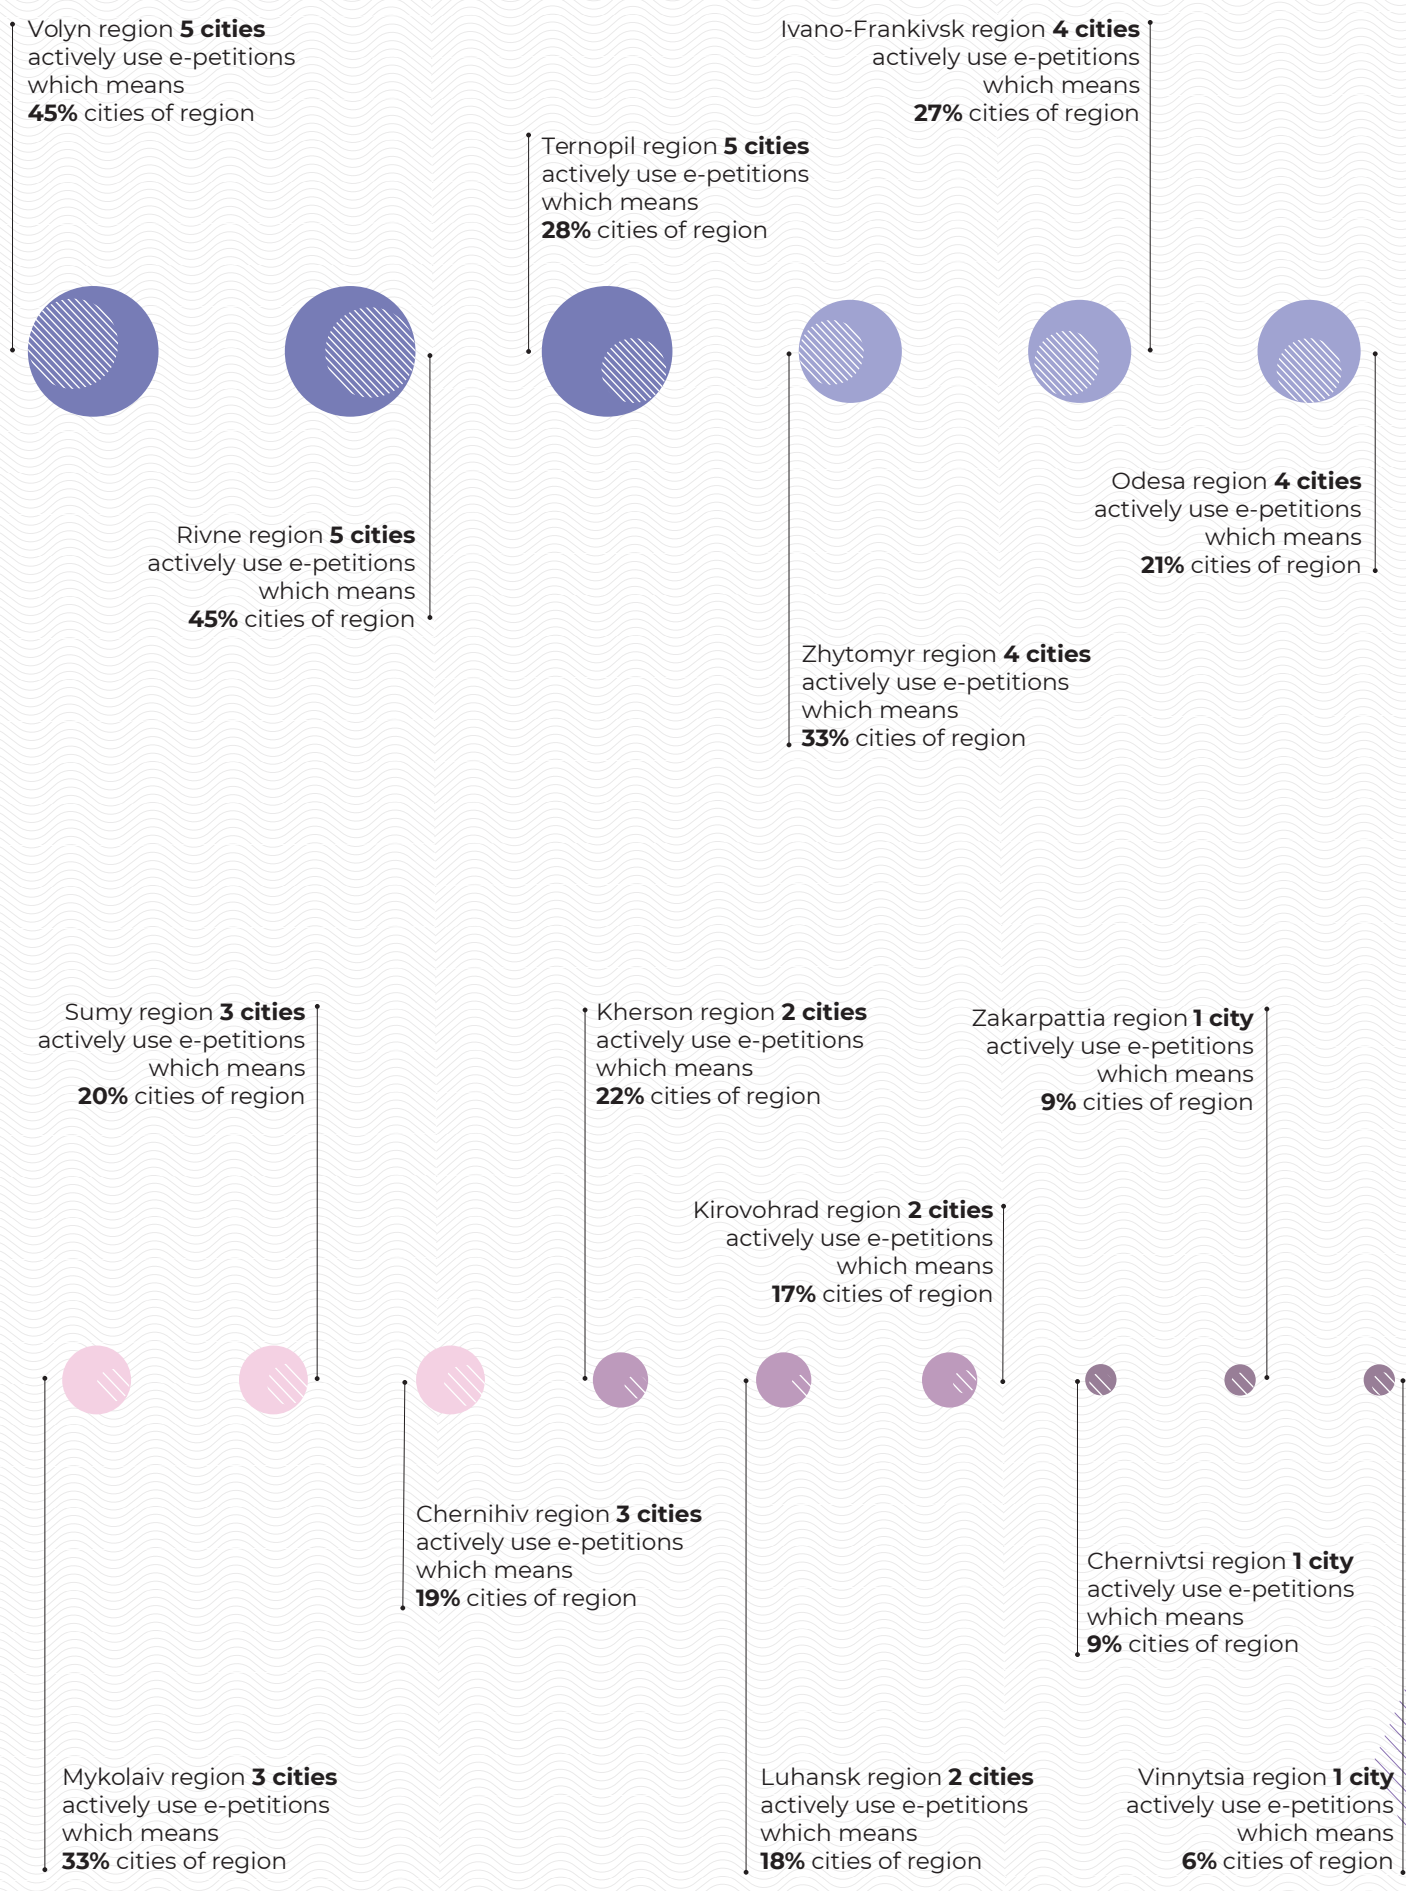 Volyn region 5 cities
actively use e-petitions
which means
45% cities of region
Ivano-Frankivsk region 4 cities
actively use e-petitions
which means
27% cities of region
Ternopil region 5 cities
actively use e-petitions
which means
28% cities of region
Rivne region 5 cities
actively use e-petitions
which means
45% cities of region
Odesa region 4 cities
actively use e-petitions
which means
21% cities of region
Zhytomyr region 4 cities
actively use e-petitions
which means
33% cities of region
Sumy region 3 cities
actively use e-petitions
which means
20% cities of region
Kherson region 2 cities
actively use e-petitions
which means
22% cities of region
Zakarpattia region 1 city
actively use e-petitions
which means
9% cities of region
Kirovohrad region 2 cities
actively use e-petitions
which means
17% cities of region
Chernihiv region 3 cities
actively use e-petitions
which means
19% cities of region
Chernivtsi region 1 city
actively use e-petitions
which means
9% cities of region
Mykolaiv region 3 cities
actively use e-petitions
which means
33% cities of region
Luhansk region 2 cities
actively use e-petitions
which means
18% cities of region
Vinnytsia region 1 city
actively use e-petitions
which means
6% cities of region